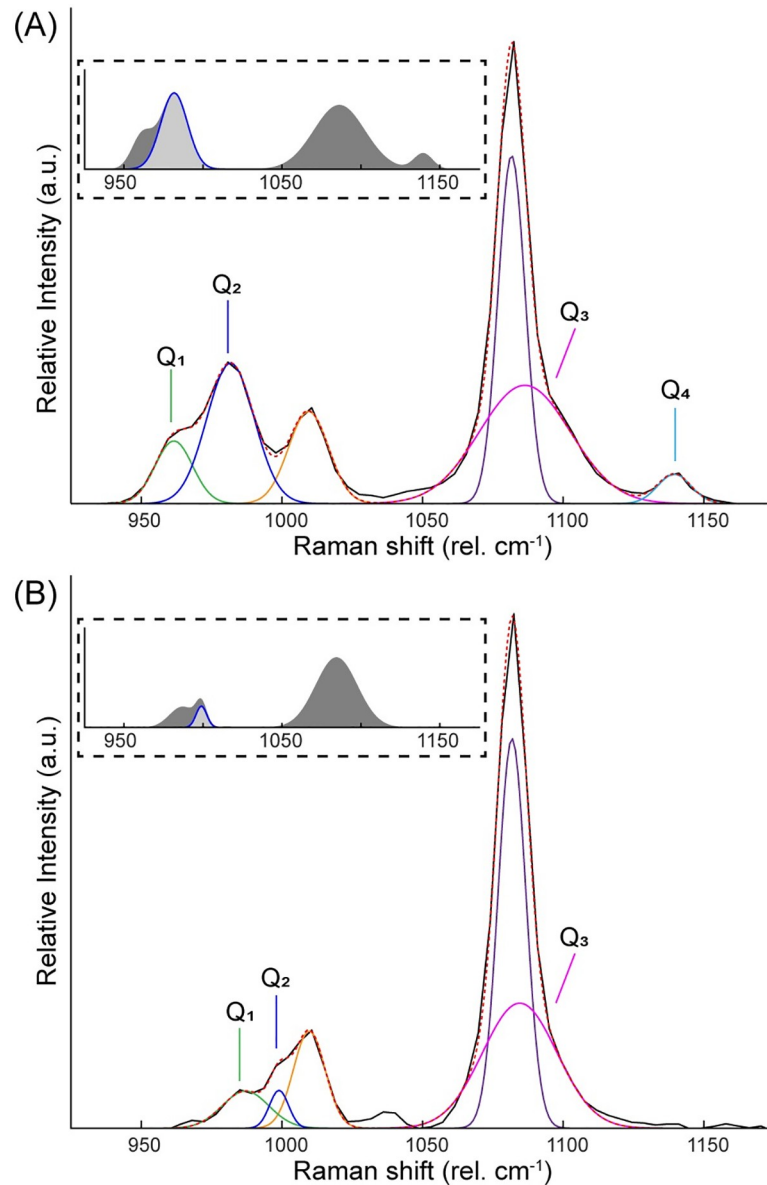 (A)
950
1050
1150
Q₁
Q₂
Q₃
Q₄
Relative Intensity (a.u.)
950
1000
1050
1100
1150
Raman shift (rel. cm⁻¹)
(B)
950
1050
1150
Q₁
Q₂
Q₃
Relative Intensity (a.u.)
950
1000
1050
1100
1150
Raman shift (rel. cm⁻¹)